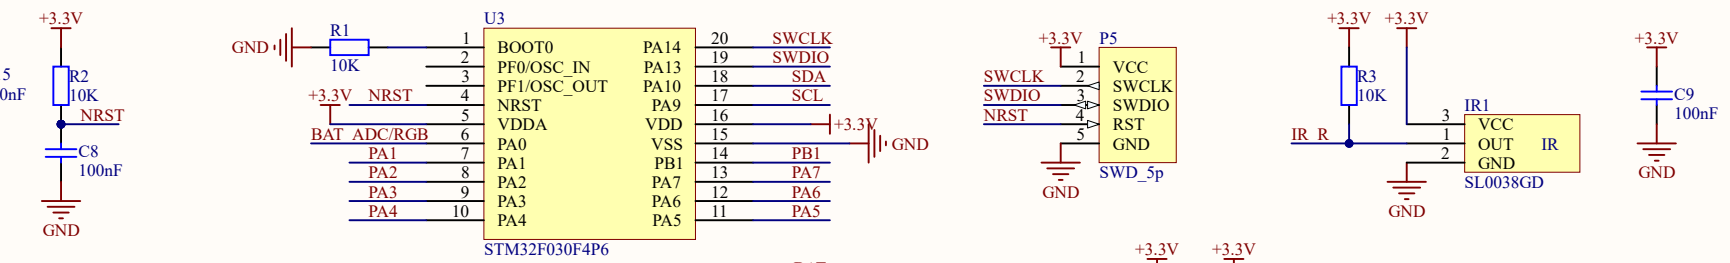 5
0nF
+3.3V
R2
10K
NRST
C8
100nF
GND
GND
R1
10K
+3.3V
NRST
BAT_ADC/RGB
PA1
PA2
PA3
PA4
U3
1 BOOT0 PA14 20 SWCLK
2 PF0/OSC_IN PA13 19 SWDIO
3 PF1/OSC_OUT PA10 18 SDA
4 NRST PA9 17 SCL
5 VDDA VDD 16 +3.3V
6 PA0 VSS 15 GND
7 PA1 PB1 14 PB1
8 PA2 PA7 13 PA7
9 PA3 PA6 12 PA6
10 PA4 PA5 11 PA5
STM32F030F4P6
+3.3V
P5
1 VCC
SWCLK 2 SWCLK
SWDIO 3 SWDIO
NRST 4 RST
5 GND
GND
SWD_5p
+3.3V
+3.3V
R3
10K
IR_R
IR1
3 VCC
1 OUT IR
2 GND
SL0038GD
GND
+3.3V
C9
100nF
GND
+3.3V
+3.3V